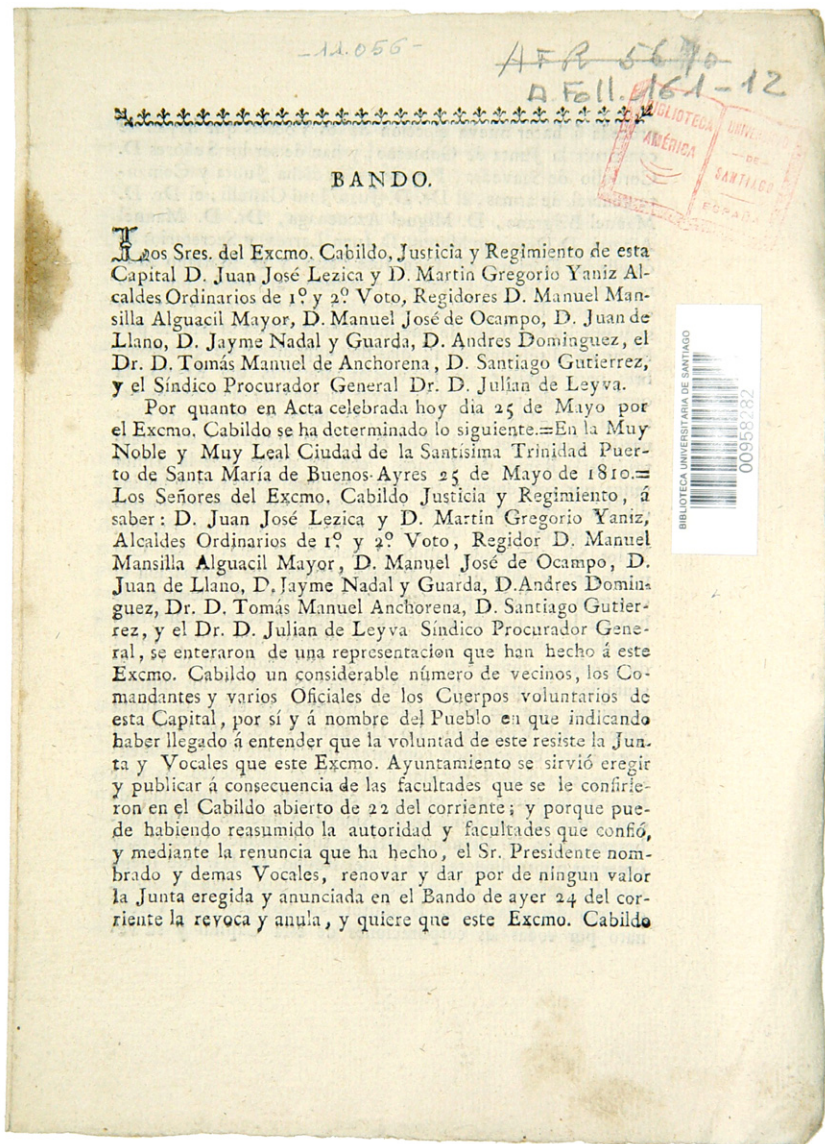 -11.056-
AFR 56
A Foll. 161-12
BIBLIOTECA
AMÉRICA
UNIVERSIDAD
DE
SANTIAGO
ESPAÑA
BANDO.
Los Sres. del Excmo. Cabildo, Justicia y Regimiento de esta
Capital D. Juan José Lezica y D. Martin Gregorio Yaniz Al-
caldes Ordinarios de 1º. y 2º. Voto, Regidores D. Manuel Man-
silla Alguacil Mayor, D. Manuel José de Ocampo, D. Juan de
Llano, D. Jayme Nadal y Guarda, D. Andres Dominguez, el
Dr. D. Tomás Manuel de Anchorena, D. Santiago Gutierrez,
y el Síndico Procurador General Dr. D. Julian de Leyva.
Por quanto en Acta celebrada hoy dia 25 de Mayo por
el Excmo. Cabildo se ha determinado lo siguiente.=En la Muy
Noble y Muy Leal Ciudad de la Santísima Trinidad Puer-
to de Santa María de Buenos-Ayres 25 de Mayo de 1810.=
Los Señores del Excmo. Cabildo Justicia y Regimiento, á
saber: D. Juan José Lezica y D. Martin Gregorio Yaniz,
Alcaldes Ordinarios de 1º. y 2º. Voto, Regidor D. Manuel
Mansilla Alguacil Mayor, D. Manuel José de Ocampo, D.
Juan de Llano, D. Jayme Nadal y Guarda, D. Andres Domin-
guez, Dr. D. Tomás Manuel Anchorena, D. Santiago Gutier-
rez, y el Dr. D. Julian de Leyva Síndico Procurador Gene-
ral, se enteraron de una representacion que han hecho á este
Excmo. Cabildo un considerable número de vecinos, los Co-
mandantes y varios Oficiales de los Cuerpos voluntarios de
esta Capital, por sí y á nombre del Pueblo en que indicando
haber llegado á entender que la voluntad de este resiste la Jun-
ta y Vocales que este Excmo. Ayuntamiento se sirvió eregir
y publicar á consecuencia de las facultades que se le confirie-
ron en el Cabildo abierto de 22 del corriente; y porque pue-
de habiendo reasumido la autoridad y facultades que confió,
y mediante la renuncia que ha hecho, el Sr. Presidente nom-
brado y demas Vocales, renovar y dar por de ningun valor
la Junta eregida y anunciada en el Bando de ayer 24 del cor-
riente la revoca y anula, y quiere que este Excmo. Cabildo
BIBLIOTECA UNIVERSITARIA DE SANTIAGO
00958282